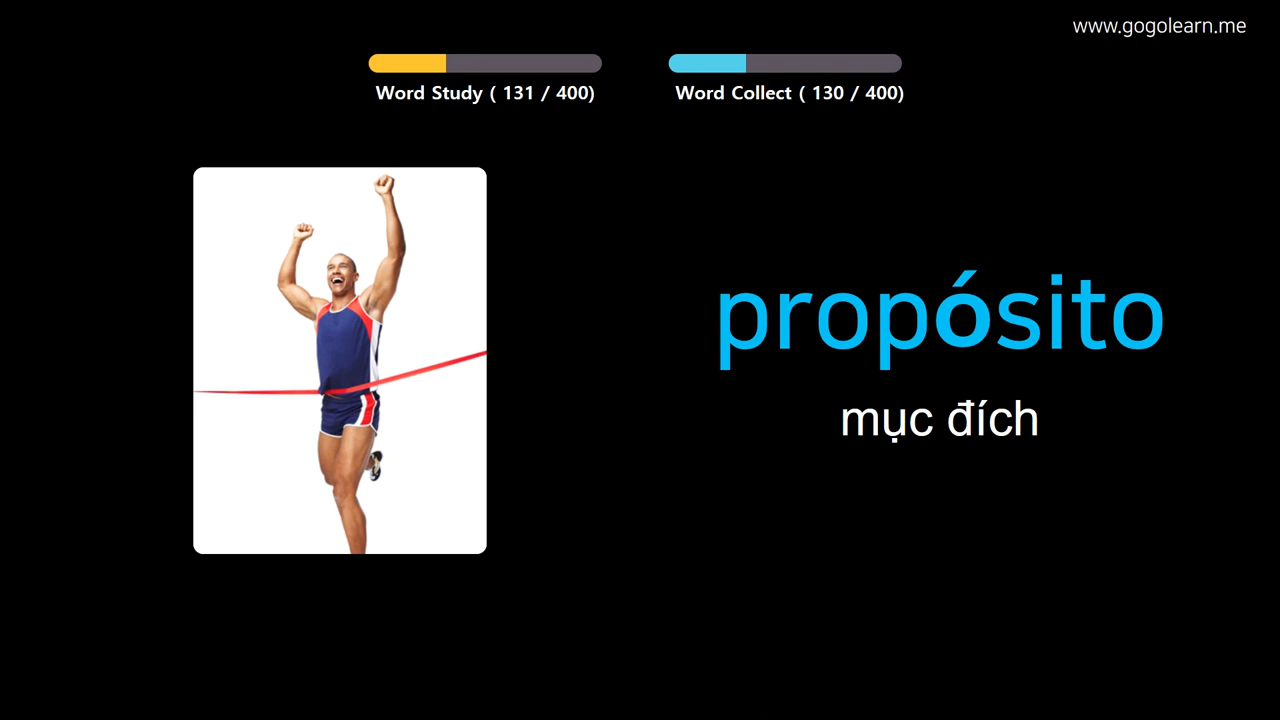 www.gogolearn.me
Word Study ( 131 / 400)
Word Collect ( 130 / 400)
propósito
mục đích